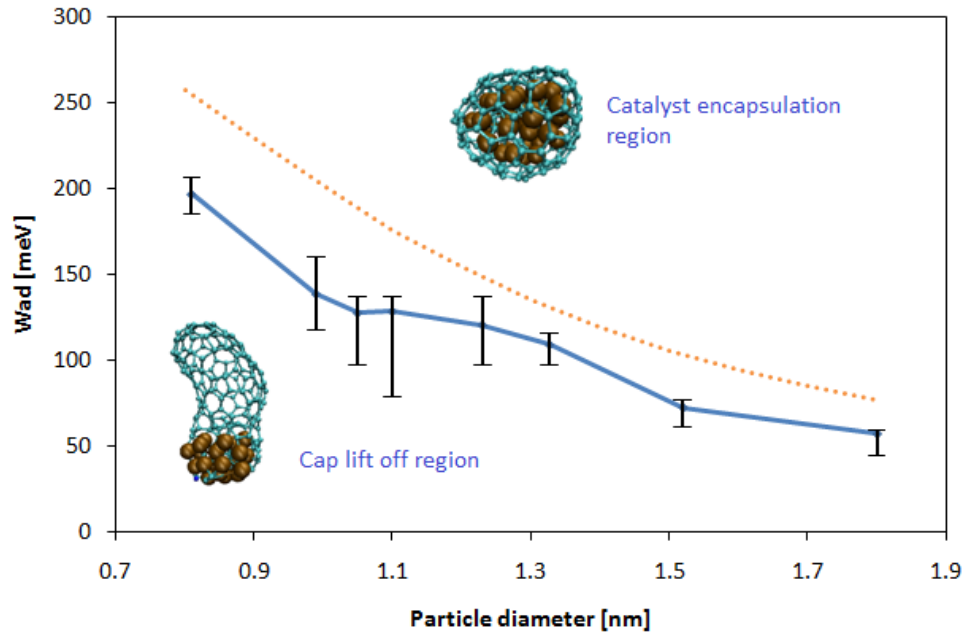 300
250
200
150
100
50
0
Wad [meV]
Catalyst encapsulation
region
Cap lift off region
0.7 0.9 1.1 1.3 1.5 1.7 1.9
Particle diameter [nm]